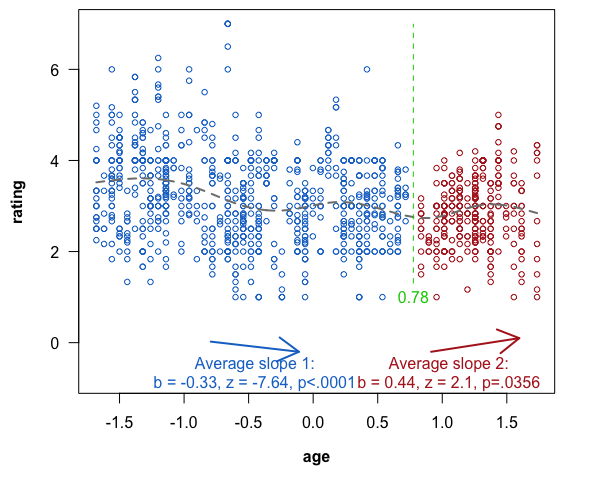 rating
6
4
2
0
0.78
Average slope 1:
b = -0.33, z = -7.64, p<.0001
Average slope 2:
b = 0.44, z = 2.1, p=.0356
-1.5 -1.0 -0.5 0.0 0.5 1.0 1.5
age